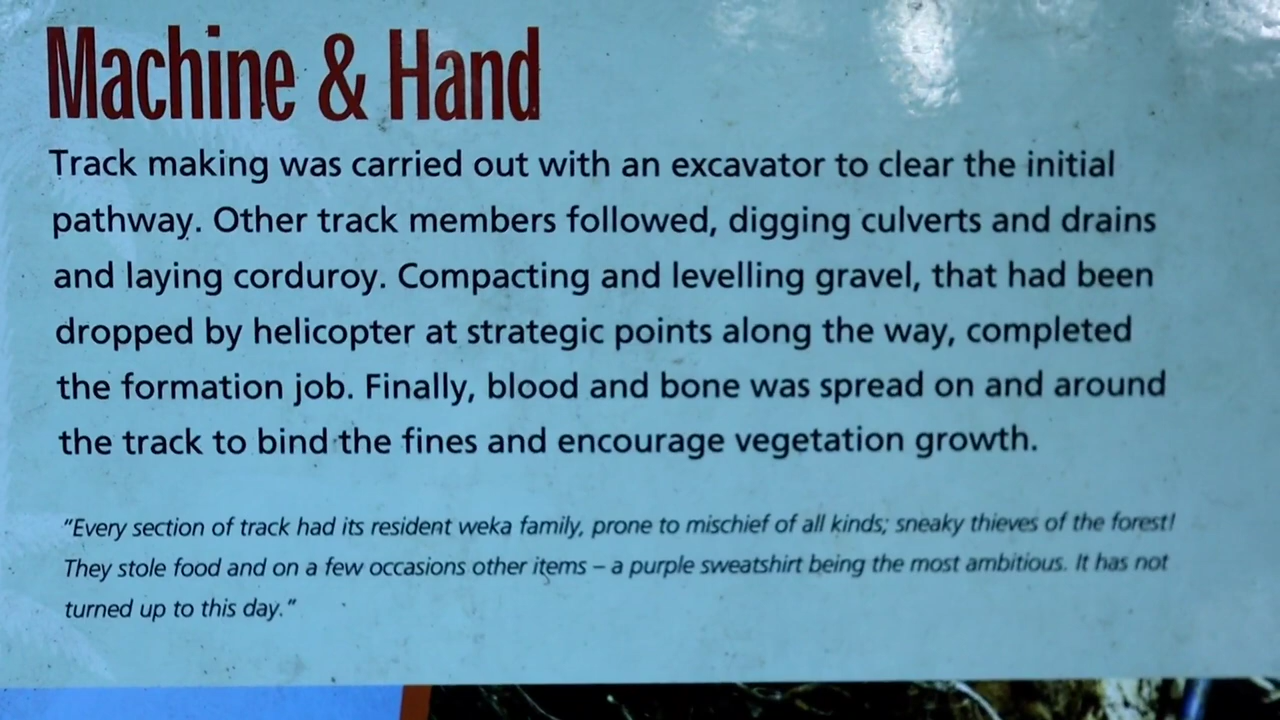 Machine & Hand
Track making was carried out with an excavator to clear the initial
pathway. Other track members followed, digging culverts and drains
and laying corduroy. Compacting and levelling gravel, that had been
dropped by helicopter at strategic points along the way, completed
the formation job. Finally, blood and bone was spread on and around
the track to bind the fines and encourage vegetation growth.
"Every section of track had its resident weka family, prone to mischief of all kinds; sneaky thieves of the forest!
They stole food and on a few occasions other items – a purple sweatshirt being the most ambitious. It has not
turned up to this day."